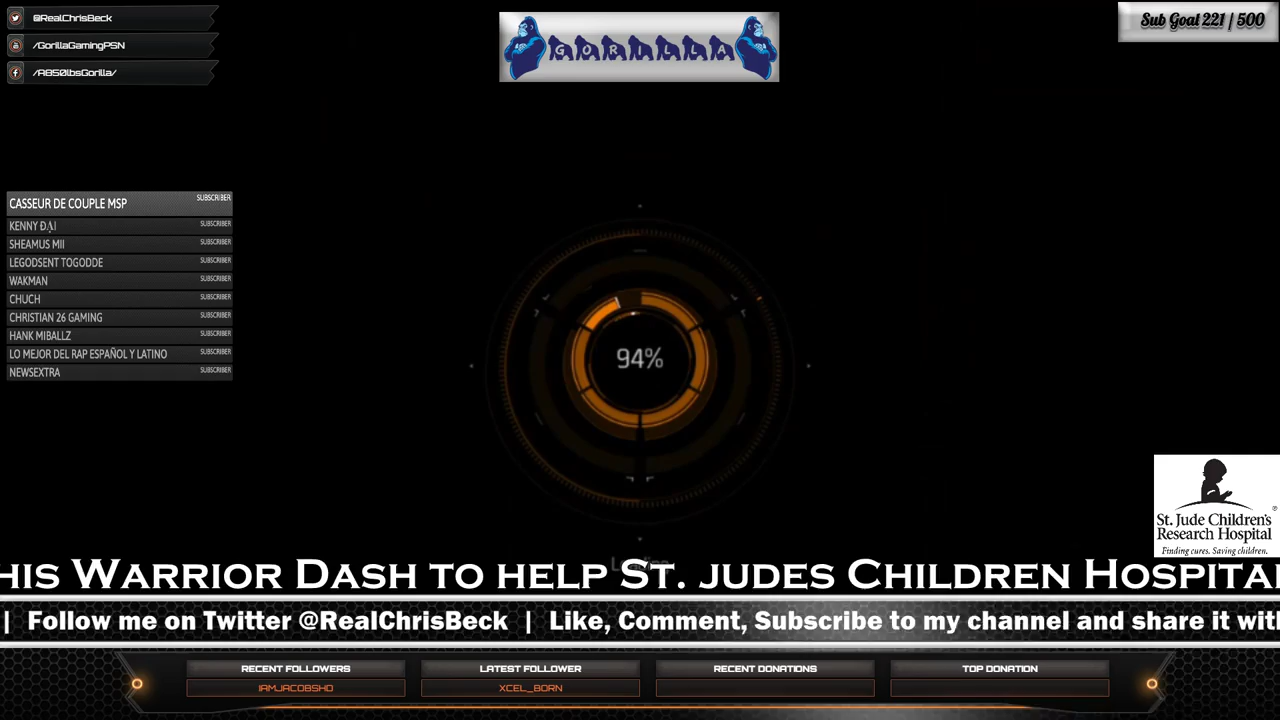 @RealChrisBeck
/GorillaGamingPSN
/A850lbsGorilla/
GORILLA
Sub Goal 221 / 500
CASSEUR DE COUPLE MSP SUBSCRIBER
KENNY ĐẠI SUBSCRIBER
SHEAMUS MII SUBSCRIBER
LEGODSENT TOGODDE SUBSCRIBER
WAKMAN SUBSCRIBER
CHUCH SUBSCRIBER
CHRISTIAN 26 GAMING SUBSCRIBER
HANK MIBALLZ SUBSCRIBER
LO MEJOR DEL RAP ESPAÑOL Y LATINO SUBSCRIBER
NEWSEXTRA SUBSCRIBER
94%
St. Jude Children's
Research Hospital
Finding cures. Saving children.
HIS WARRIOR DASH TO HELP ST. JUDES CHILDREN HOSPITAL
| Follow me on Twitter @RealChrisBeck | Like, Comment, Subscribe to my channel and share it with
RECENT FOLLOWERS LATEST FOLLOWER RECENT DONATIONS TOP DONATION
IAMJACOBSHD XCEL_BORN